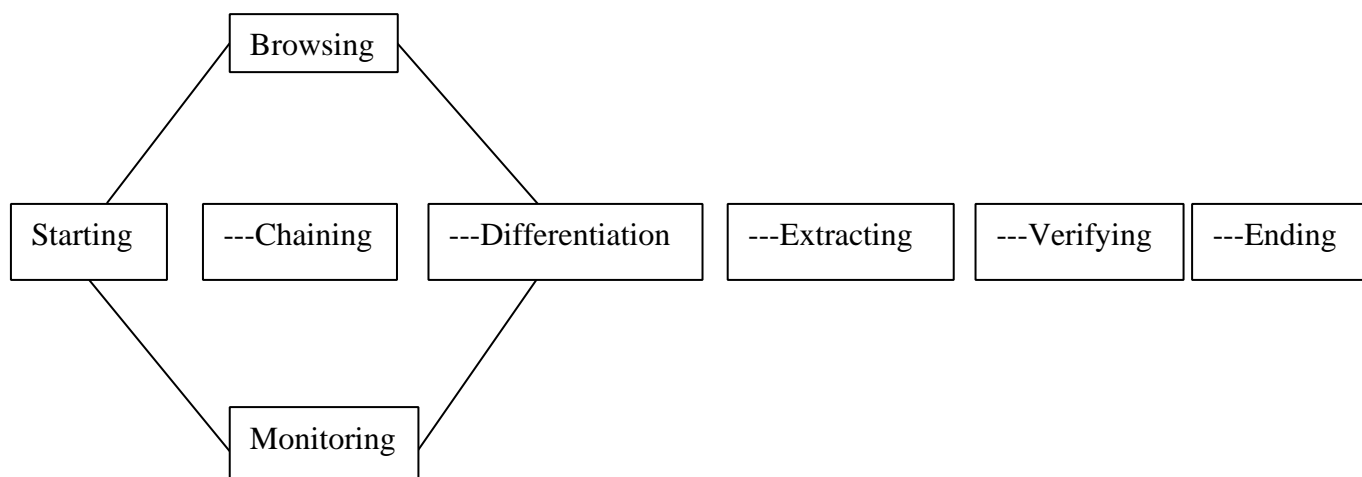 Browsing
Starting ---Chaining ---Differentiation ---Extracting ---Verifying ---Ending
Monitoring